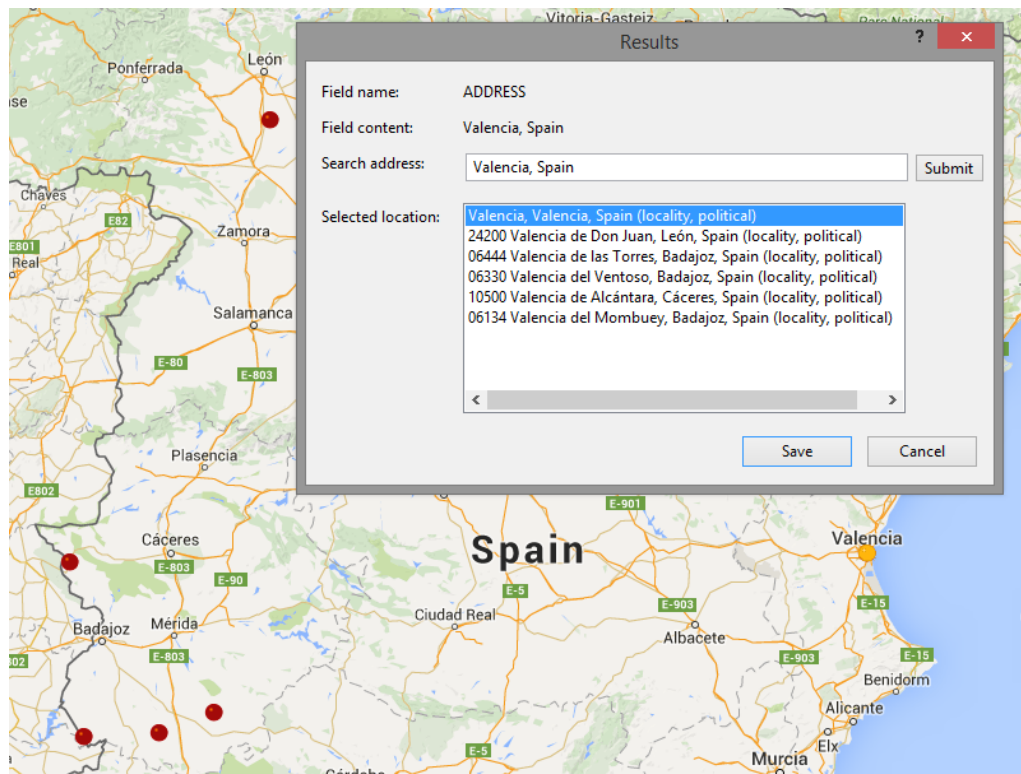 Vitoria-Gasteiz
Parc National
León
Ponferrada
Chaves
E82
Zamora
E801
Real
Salamanca
E-80
E-803
Plasencia
E802
Cáceres
E-803
E-90
Badajoz
Mérida
E-803
Results
?
×
Field name: ADDRESS
Field content: Valencia, Spain
Search address: Valencia, Spain Submit
Selected location:
Valencia, Valencia, Spain (locality, political)
24200 Valencia de Don Juan, León, Spain (locality, political)
06444 Valencia de las Torres, Badajoz, Spain (locality, political)
06330 Valencia del Ventoso, Badajoz, Spain (locality, political)
10500 Valencia de Alcántara, Cáceres, Spain (locality, political)
06134 Valencia del Mombuey, Badajoz, Spain (locality, political)
Save Cancel
E-901
Spain
Valencia
E-5
Ciudad Real
E-903
E-15
Albacete
E-903
E-15
Benidorm
Alicante
Elx
E-5
Murcia
Córdoba